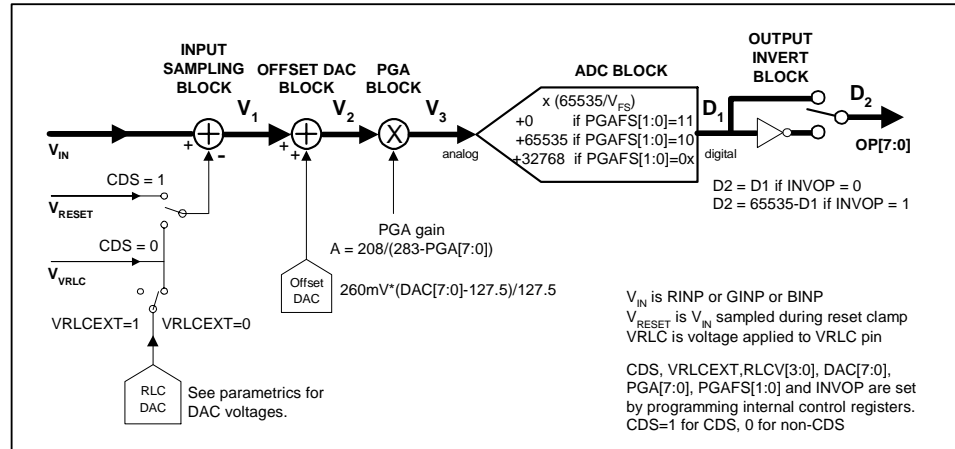 INPUT
SAMPLING
BLOCK
OFFSET DAC
BLOCK
PGA
BLOCK
ADC BLOCK
OUTPUT
INVERT
BLOCK
V1
V2
V3
x (65535/VFS)
+0 if PGAFS[1:0]=11
+65535 if PGAFS[1:0]=10
+32768 if PGAFS[1:0]=0x
D1
D2
VIN
+
+
-
+
+
X
analog
digital
OP[7:0]
CDS = 1
VRESET
CDS = 0
VVRLC
VRLCEXT=1
VRLCEXT=0
PGA gain
A = 208/(283-PGA[7:0])
D2 = D1 if INVOP = 0
D2 = 65535-D1 if INVOP = 1
Offset
DAC
260mV*(DAC[7:0]-127.5)/127.5
RLC
DAC
See parametrics for
DAC voltages.
VIN is RINP or GINP or BINP
VRESET is VIN sampled during reset clamp
VRLC is voltage applied to VRLC pin
CDS, VRLCEXT,RLCV[3:0], DAC[7:0],
PGA[7:0], PGAFS[1:0] and INVOP are set
by programming internal control registers.
CDS=1 for CDS, 0 for non-CDS